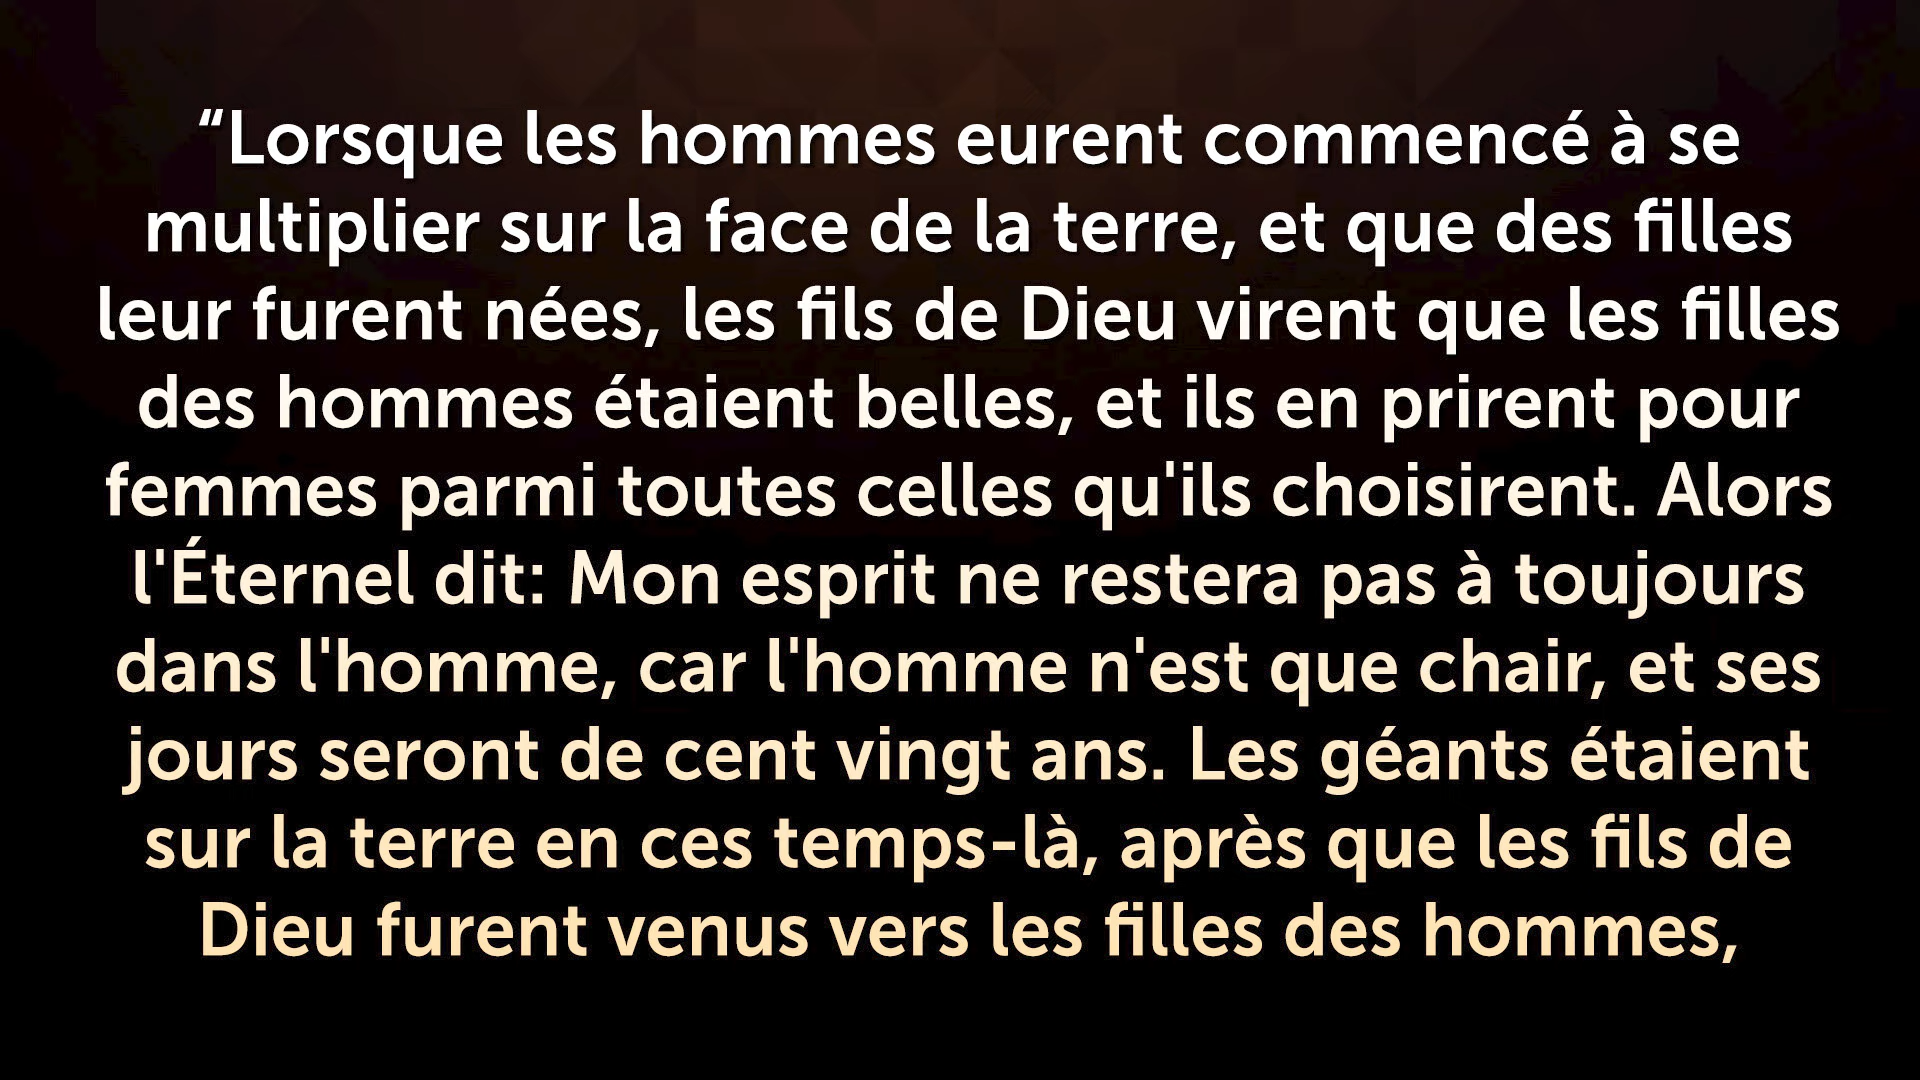 “Lorsque les hommes eurent commencé à se
multiplier sur la face de la terre, et que des filles
leur furent nées, les fils de Dieu virent que les filles
des hommes étaient belles, et ils en prirent pour
femmes parmi toutes celles qu'ils choisirent. Alors
l'Éternel dit: Mon esprit ne restera pas à toujours
dans l'homme, car l'homme n'est que chair, et ses
jours seront de cent vingt ans. Les géants étaient
sur la terre en ces temps-là, après que les fils de
Dieu furent venus vers les filles des hommes,